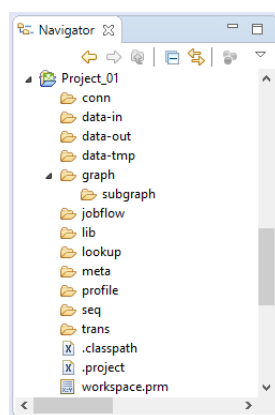 Navigator
Project_01
conn
data-in
data-out
data-tmp
graph
subgraph
jobflow
lib
lookup
meta
profile
seq
trans
.classpath
.project
workspace.prm